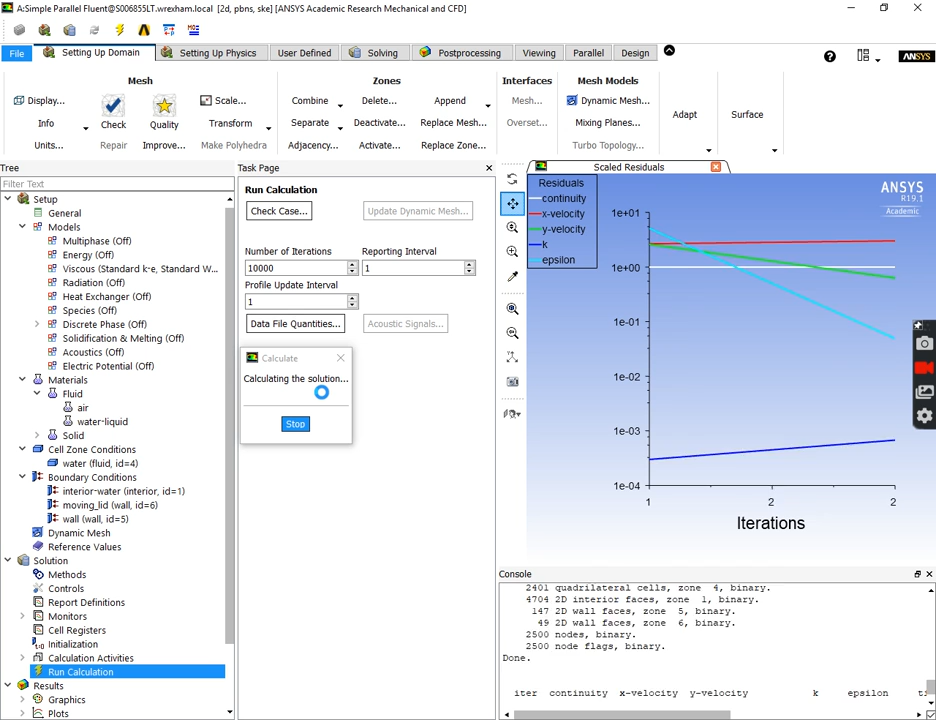 A:Simple Parallel Fluent@S006855LT.wrexham.local [2d, pbns, ske] [ANSYS Academic Research Mechanical and CFD]
File
Setting Up Domain
Setting Up Physics
User Defined
Solving
Postprocessing
Viewing
Parallel
Design
ANSYS
Mesh
Zones
Interfaces
Mesh Models
Display...
Info
Units...
Check
Repair
Quality
Improve...
Scale...
Transform
Make Polyhedra
Combine
Separate
Adjacency...
Delete...
Deactivate...
Activate...
Append
Replace Mesh...
Replace Zone...
Mesh...
Overset...
Dynamic Mesh...
Mixing Planes...
Turbo Topology...
Adapt
Surface
Tree
Filter Text
Setup
General
Models
Multiphase (Off)
Energy (Off)
Viscous (Standard k-e, Standard W...
Radiation (Off)
Heat Exchanger (Off)
Species (Off)
Discrete Phase (Off)
Solidification & Melting (Off)
Acoustics (Off)
Electric Potential (Off)
Materials
Fluid
air
water-liquid
Solid
Cell Zone Conditions
water (fluid, id=4)
Boundary Conditions
interior-water (interior, id=1)
moving_lid (wall, id=6)
wall (wall, id=5)
Dynamic Mesh
Reference Values
Solution
Methods
Controls
Report Definitions
Monitors
Cell Registers
Initialization
Calculation Activities
Run Calculation
Results
Graphics
Plots
Task Page
Run Calculation
Check Case...
Update Dynamic Mesh...
Number of Iterations
Reporting Interval
10000
1
Profile Update Interval
1
Data File Quantities...
Acoustic Signals...
Calculate
Calculating the solution...
Stop
Scaled Residuals
Residuals
continuity
x-velocity
y-velocity
k
epsilon
ANSYS
R19.1
Academic
1e+01
1e+00
1e-01
1e-02
1e-03
1e-04
1
2
2
Iterations
Console
2401 quadrilateral cells, zone 4, binary.
4704 2D interior faces, zone 1, binary.
147 2D wall faces, zone 5, binary.
49 2D wall faces, zone 6, binary.
2500 nodes, binary.
2500 node flags, binary.
Done.
iter continuity x-velocity y-velocity k epsilon